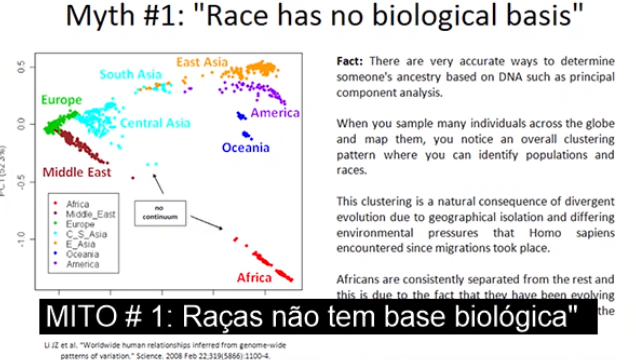 Myth #1: "Race has no biological basis"
0.5
0.0
-0.5
-1.0
East Asia
South Asia
Europe
America
Central Asia
Oceania
Middle East
no
continuum
Africa
Africa
Middle_East
Europe
C_S_Asia
E_Asia
Oceania
America
Fact: There are very accurate ways to determine
someone's ancestry based on DNA such as principal
component analysis.
When you sample many individuals across the globe
and map them, you notice an overall clustering
pattern where you can identify populations and
races.
This clustering is a natural consequence of divergent
evolution due to geographical isolation and differing
environmental pressures that Homo sapiens
encountered since migrations took place.
Africans are consistently separated from the rest and
this is due to the fact that they have been evolving
the
MITO # 1: Raças não tem base biológica"
Li JZ et al. "Worldwide human relationships inferred from genome-wide
patterns of variation." Science. 2008 Feb 22;319(5866):1100-4.